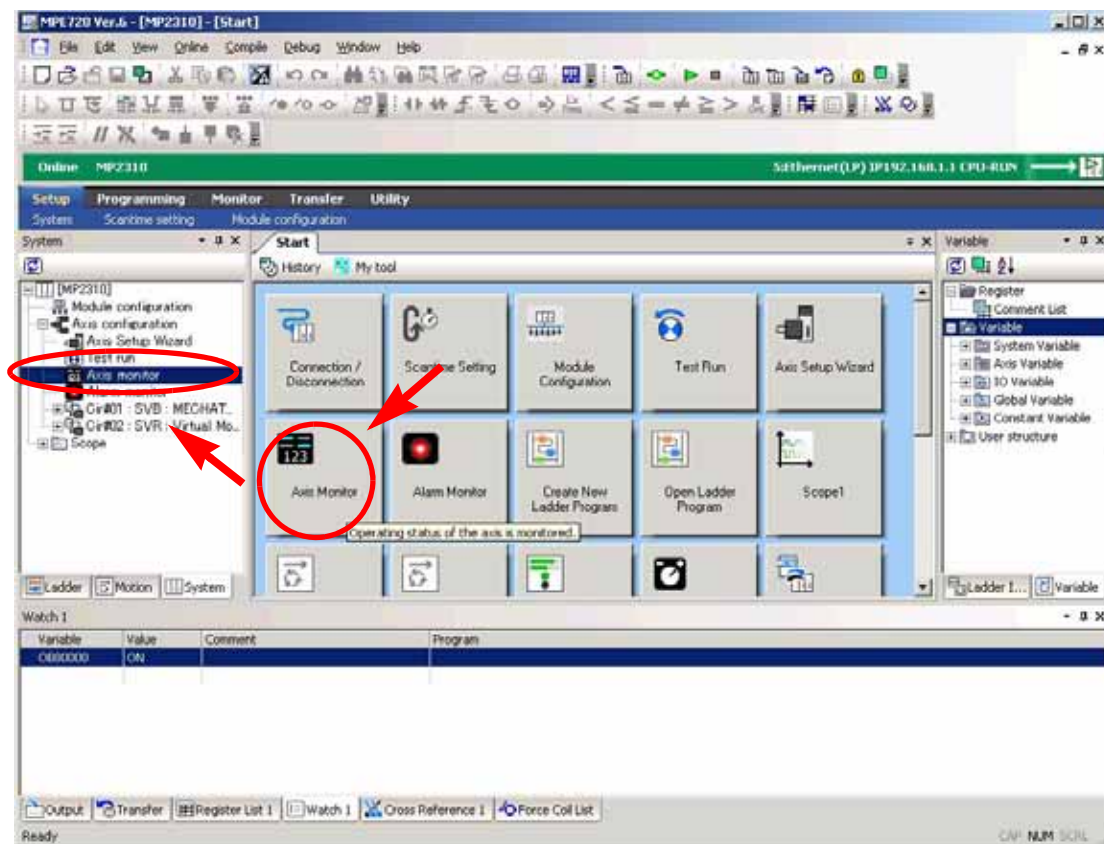 MPE720 Ver.6 - [MP2310] - [Start]
File Edit View Online Compile Debug Window Help
Online MP2310 5:Ethernet(LP) IP192.168.1.1 CPU-RUN
Setup Programming Monitor Transfer Utility
System Scantime setting Module configuration
System
[MP2310]
Module configuration
Axis configuration
Axis Setup Wizard
Test run
Axis monitor
Alarm monitor
Cir#01 : SVB : MECHAT...
Cir#02 : SVR : Virtual Mo...
Scope
Ladder Motion System
Start
History My tool
Connection / Disconnection
Scantime Setting
Module Configuration
Test Run
Axis Setup Wizard
123
Axis Monitor
Alarm Monitor
Create New Ladder Program
Open Ladder Program
Scope1
Operating status of the axis is monitored.
Variable
Register
Comment List
Variable
System Variable
Axis Variable
IO Variable
Global Variable
Constant Variable
User structure
Ladder I... Variable
Watch 1
Variable Value Comment Program
ON
Output Transfer Register List 1 Watch 1 Cross Reference 1 Force Coil List
Ready CAP NUM SCRL